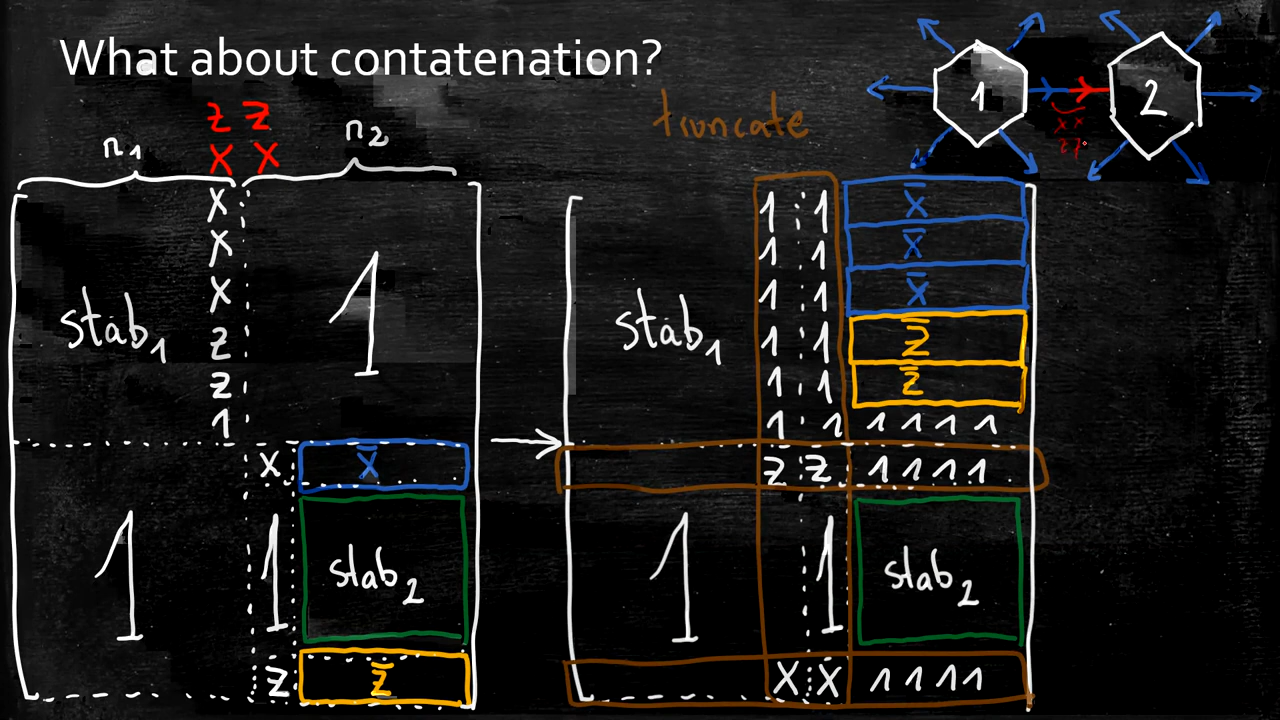 What about contatenation?
1 2
X X
Z Z
truncate
Z Z
X X
n1 n2
X
X
X
Z
Z
1
stab1 1
X X̄
1 1 stab2
Z Z̄
stab1
1 1 X̄
1 1 X̄
1 1 X̄
1 1 Z̄
1 1 Z̄
1 1 1 1 1 1
Z Z 1 1 1 1
1 1 stab2
X X 1 1 1 1